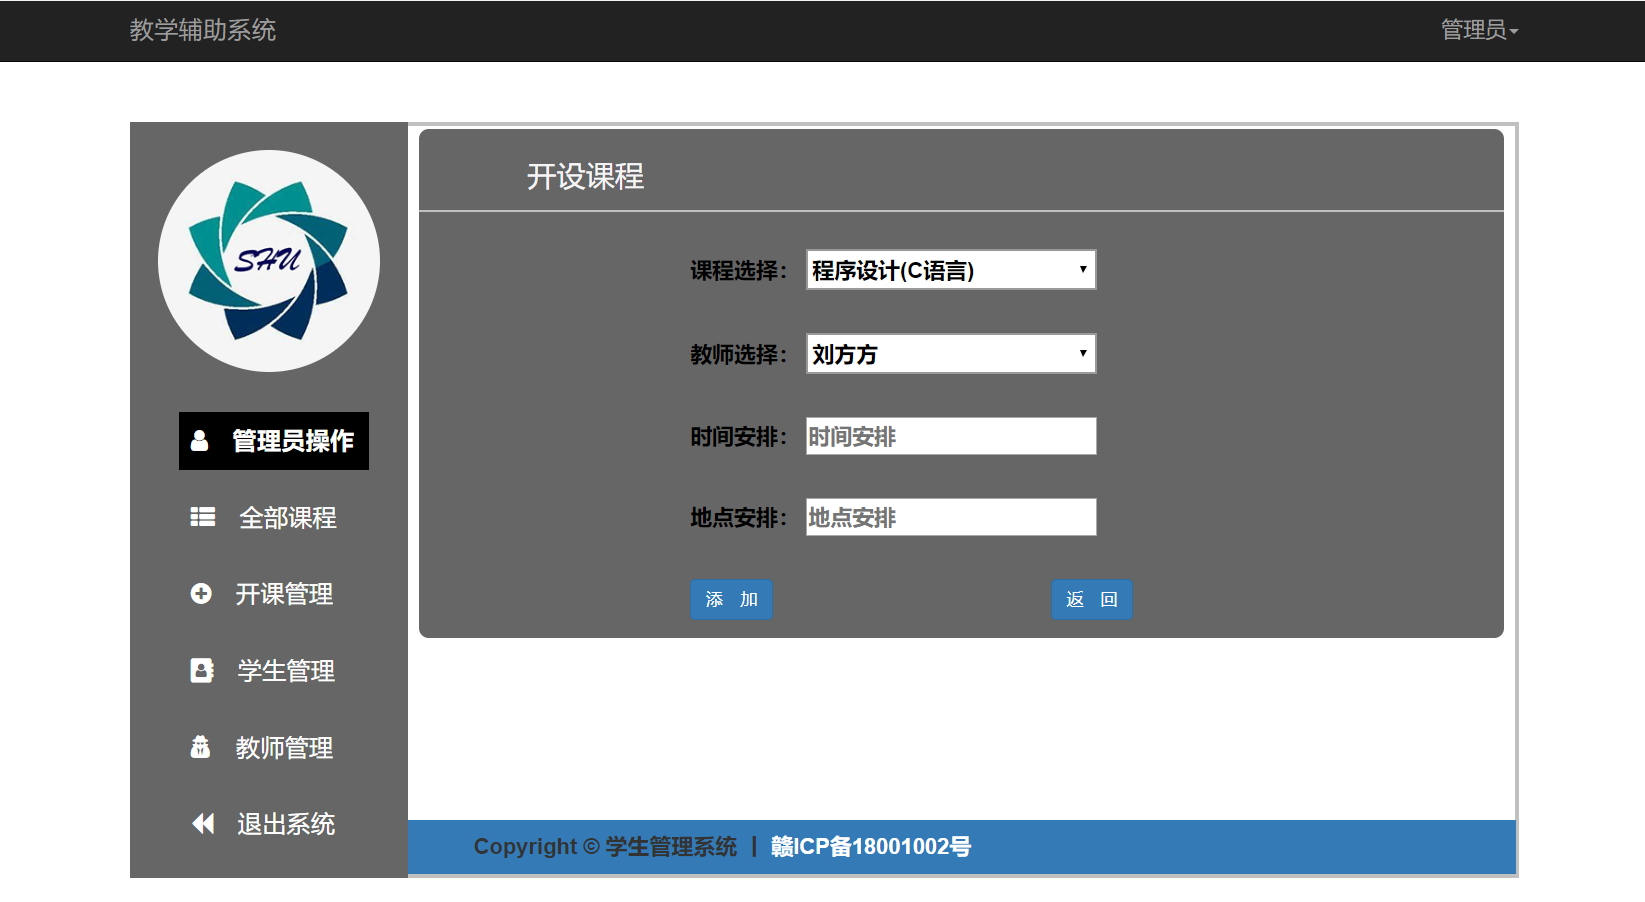 教学辅助系统
管理员
SHU
管理员操作
全部课程
开课管理
学生管理
教师管理
退出系统
开设课程
课程选择： 程序设计(C语言)
教师选择： 刘方方
时间安排： 时间安排
地点安排： 地点安排
添 加
返 回
Copyright © 学生管理系统 | 赣ICP备18001002号